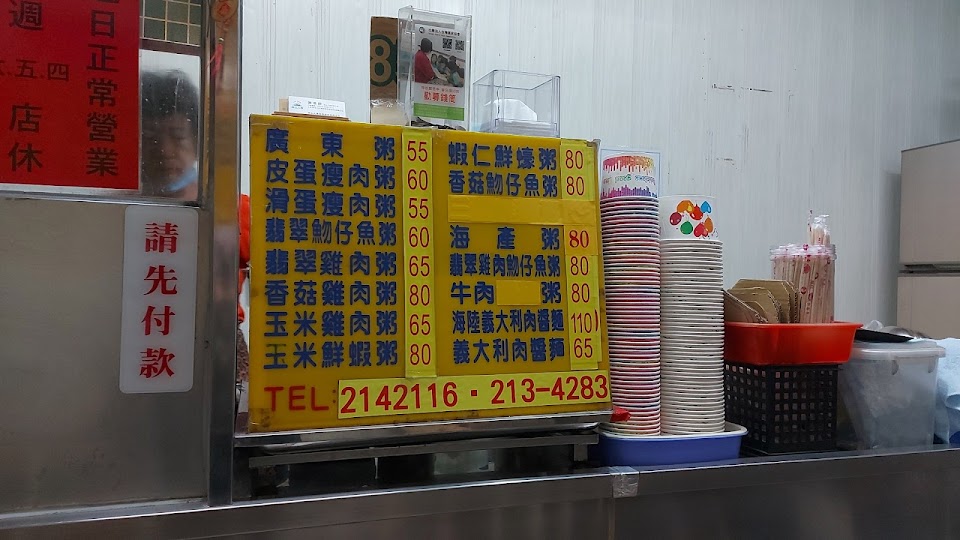 日正常營業
週
六.五.四
店休
請先付款
勸募雜筒
廣東粥 55
皮蛋瘦肉粥 60
滑蛋瘦肉粥 55
翡翠魩仔魚粥 60
翡翠雞肉粥 65
香菇雞肉粥 80
玉米雞肉粥 65
玉米鮮蝦粥 80
蝦仁鮮蠔粥 80
香菇魩仔魚粥 80
海產粥 80
翡翠雞肉魩仔魚粥 80
牛肉粥 80
海陸義大利肉醬麵 110
義大利肉醬麵 65
TEL: 2142116・213-4283